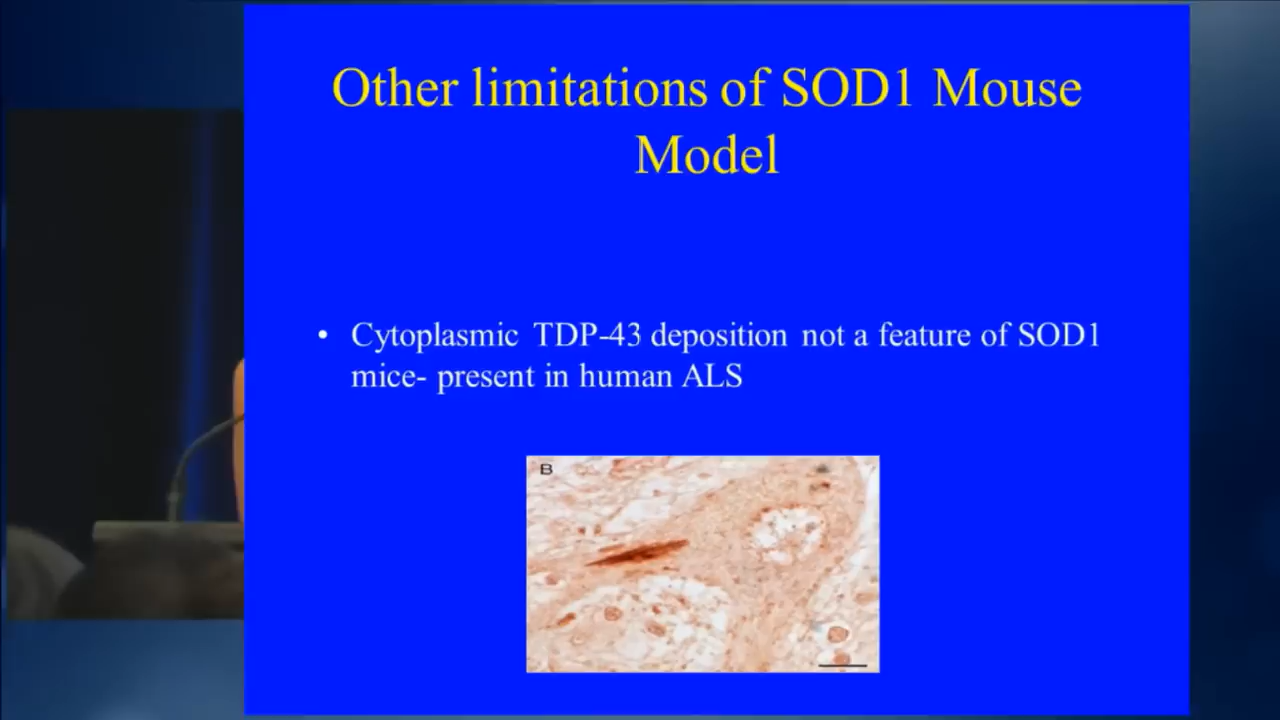 Other limitations of SOD1 Mouse
Model
• Cytoplasmic TDP-43 deposition not a feature of SOD1
mice- present in human ALS
B